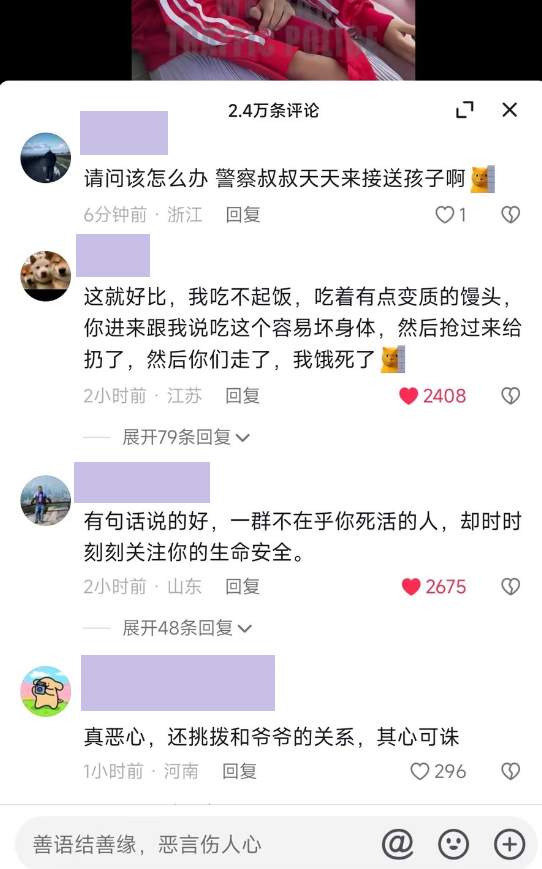 TRAFFIC POLICE
2.4万条评论
请问该怎么办 警察叔叔天天来接送孩子啊
6分钟前 · 浙江 回复 1
这就好比，我吃不起饭，吃着有点变质的馒头，
你进来跟我说吃这个容易坏身体，然后抢过来给
扔了，然后你们走了，我饿死了
2小时前 · 江苏 回复 2408
展开79条回复
有句话说的好，一群不在乎你死活的人，却时时
刻刻关注你的生命安全。
2小时前 · 山东 回复 2675
展开48条回复
真恶心，还挑拨和爷爷的关系，其心可诛
1小时前 · 河南 回复 296
善语结善缘，恶言伤人心